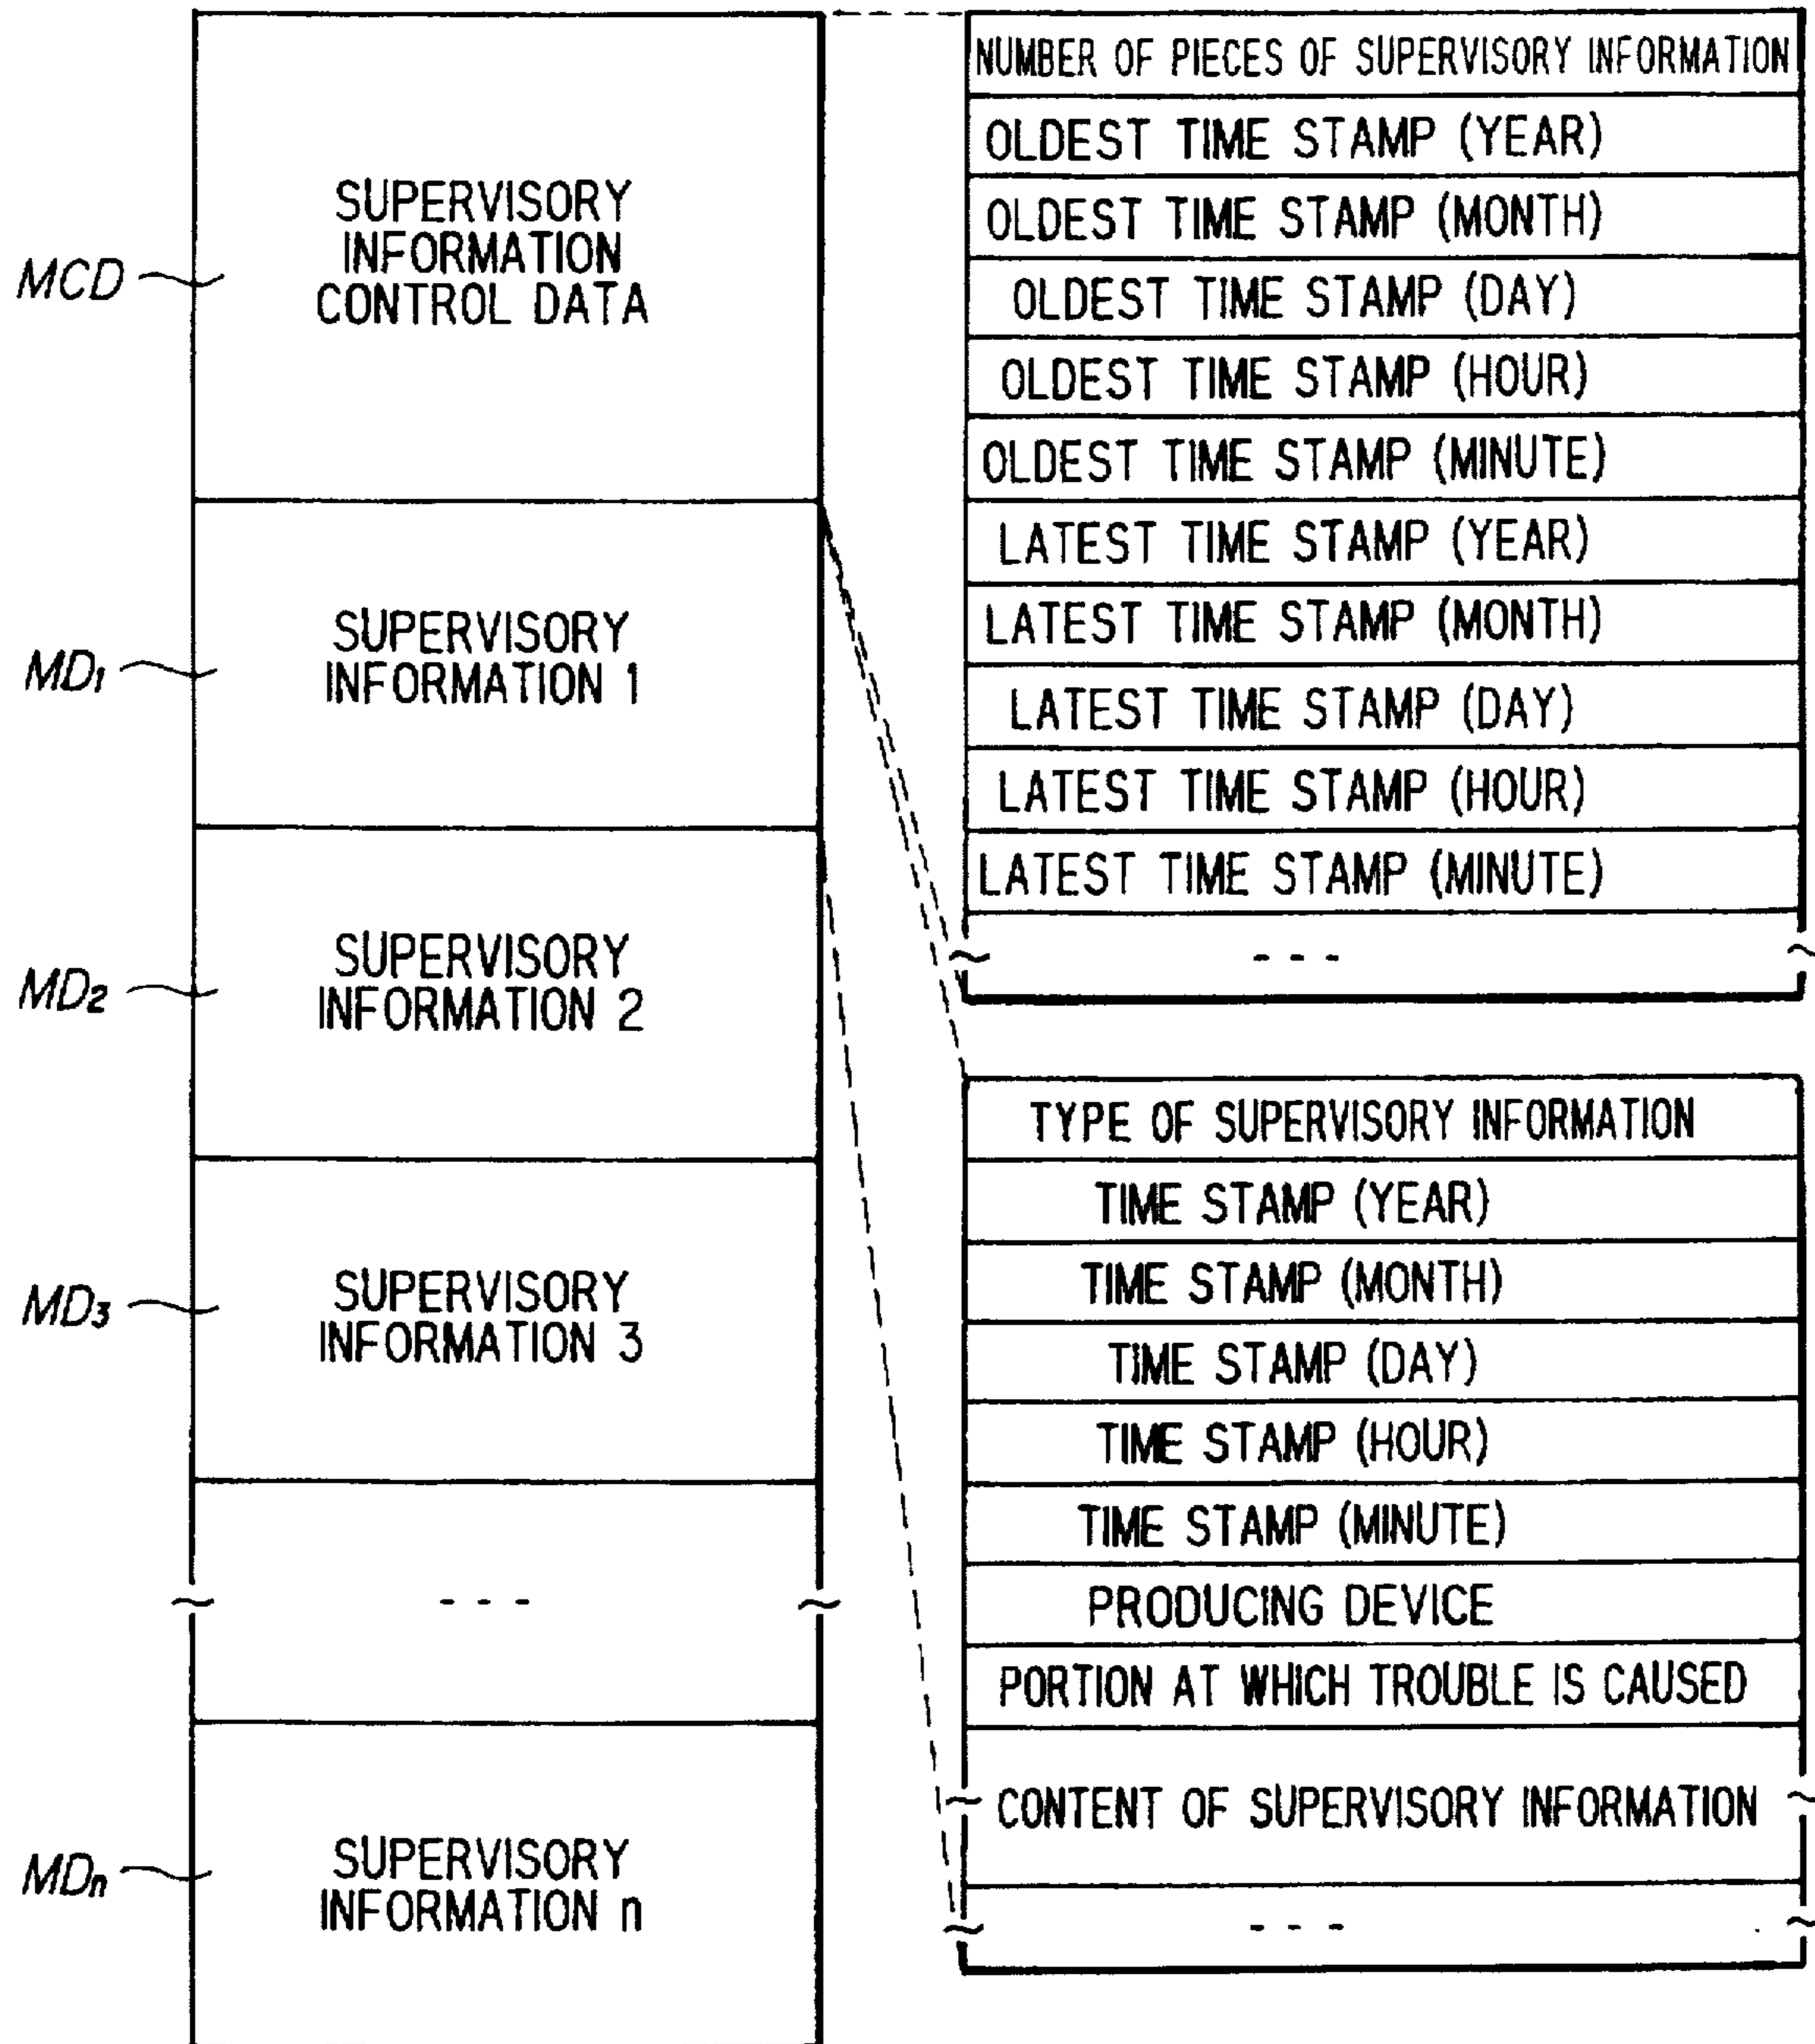 MCD
SUPERVISORY
INFORMATION
CONTROL DATA
MD1
SUPERVISORY
INFORMATION 1
MD2
SUPERVISORY
INFORMATION 2
MD3
SUPERVISORY
INFORMATION 3
- - -
MDn
SUPERVISORY
INFORMATION n
NUMBER OF PIECES OF SUPERVISORY INFORMATION
OLDEST TIME STAMP (YEAR)
OLDEST TIME STAMP (MONTH)
OLDEST TIME STAMP (DAY)
OLDEST TIME STAMP (HOUR)
OLDEST TIME STAMP (MINUTE)
LATEST TIME STAMP (YEAR)
LATEST TIME STAMP (MONTH)
LATEST TIME STAMP (DAY)
LATEST TIME STAMP (HOUR)
LATEST TIME STAMP (MINUTE)
- - -
TYPE OF SUPERVISORY INFORMATION
TIME STAMP (YEAR)
TIME STAMP (MONTH)
TIME STAMP (DAY)
TIME STAMP (HOUR)
TIME STAMP (MINUTE)
PRODUCING DEVICE
PORTION AT WHICH TROUBLE IS CAUSED
CONTENT OF SUPERVISORY INFORMATION
- - -